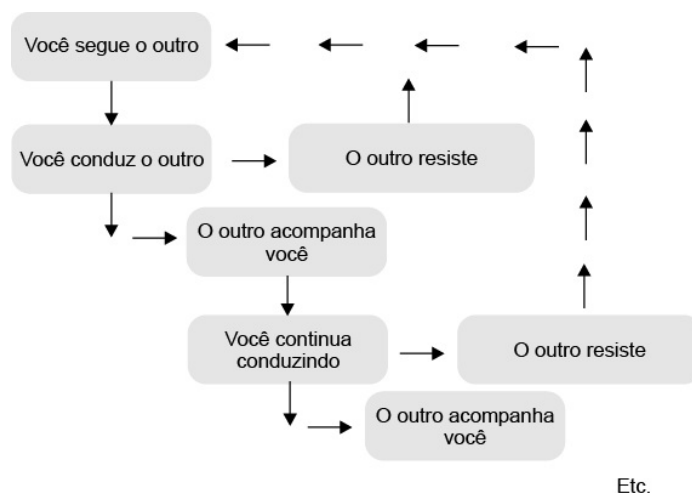 Você segue o outro
Você conduz o outro
O outro resiste
O outro acompanha
você
Você continua
conduzindo
O outro resiste
O outro acompanha
você
Etc.